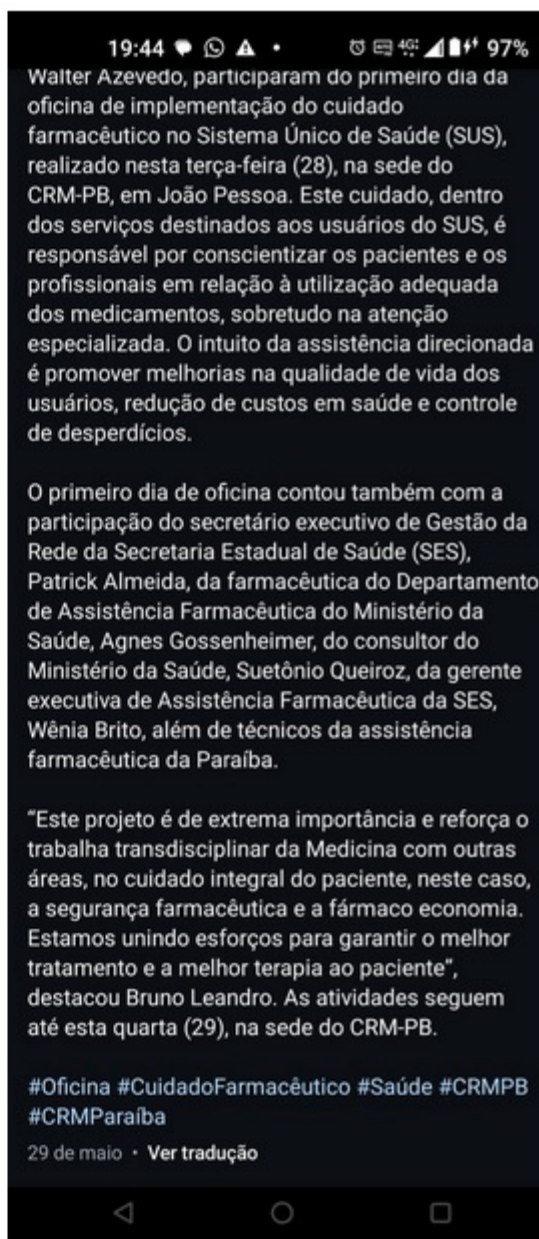 19:44 4G 97%
Walter Azevedo, participaram do primeiro dia da
oficina de implementação do cuidado
farmacêutico no Sistema Único de Saúde (SUS),
realizado nesta terça-feira (28), na sede do
CRM-PB, em João Pessoa. Este cuidado, dentro
dos serviços destinados aos usuários do SUS, é
responsável por conscientizar os pacientes e os
profissionais em relação à utilização adequada
dos medicamentos, sobretudo na atenção
especializada. O intuito da assistência direcionada
é promover melhorias na qualidade de vida dos
usuários, redução de custos em saúde e controle
de desperdícios.
O primeiro dia de oficina contou também com a
participação do secretário executivo de Gestão da
Rede da Secretaria Estadual de Saúde (SES),
Patrick Almeida, da farmacêutica do Departamento
de Assistência Farmacêutica do Ministério da
Saúde, Agnes Gossenheimer, do consultor do
Ministério da Saúde, Suetônio Queiroz, da gerente
executiva de Assistência Farmacêutica da SES,
Wênia Brito, além de técnicos da assistência
farmacêutica da Paraíba.
“Este projeto é de extrema importância e reforça o
trabalha transdisciplinar da Medicina com outras
áreas, no cuidado integral do paciente, neste caso,
a segurança farmacêutica e a fármaco economia.
Estamos unindo esforços para garantir o melhor
tratamento e a melhor terapia ao paciente”,
destacou Bruno Leandro. As atividades seguem
até esta quarta (29), na sede do CRM-PB.
#Oficina #CuidadoFarmacêutico #Saúde #CRMPB
#CRMParaíba
29 de maio • Ver tradução